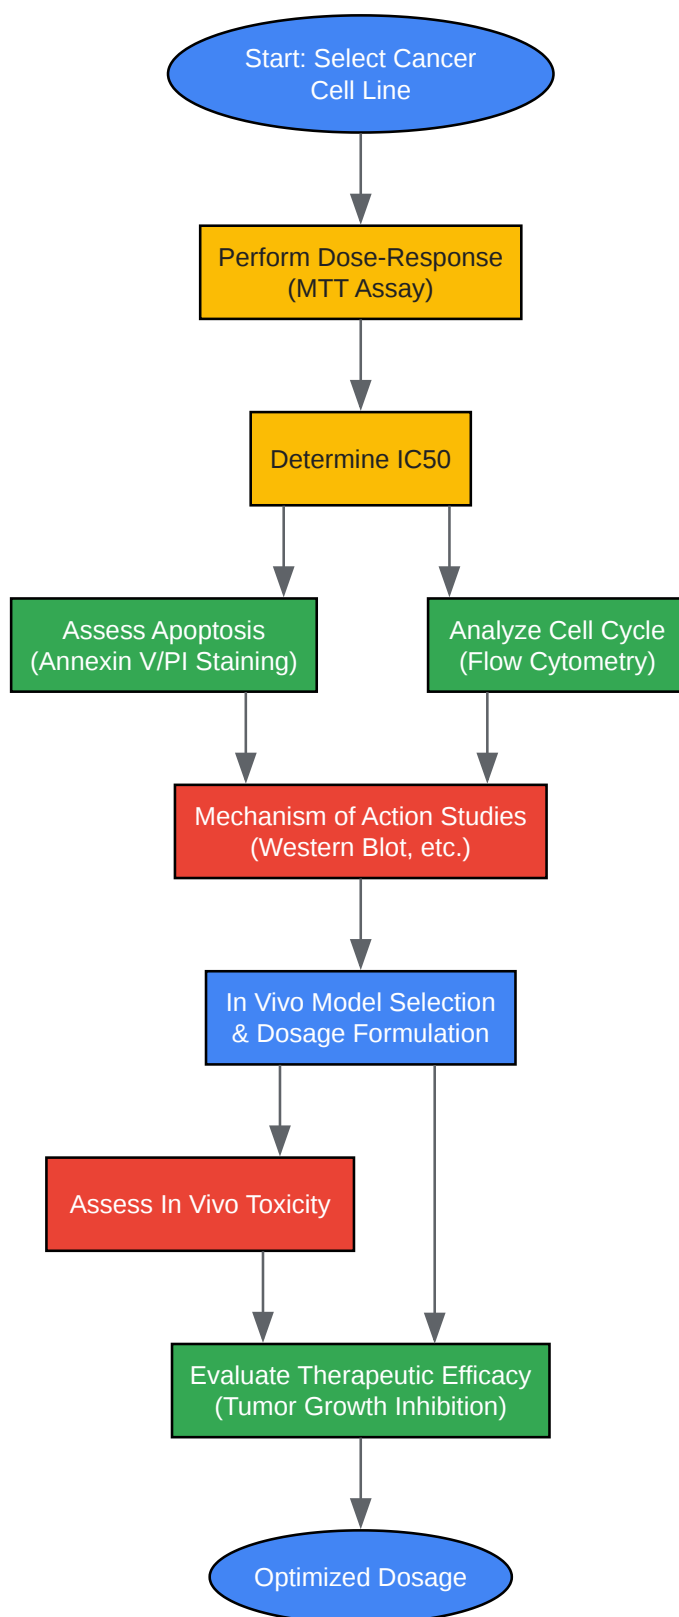 Start: Select Cancer
Cell Line
Perform Dose-Response
(MTT Assay)
Determine IC50
Assess Apoptosis
(Annexin V/PI Staining)
Analyze Cell Cycle
(Flow Cytometry)
Mechanism of Action Studies
(Western Blot, etc.)
In Vivo Model Selection
& Dosage Formulation
Assess In Vivo Toxicity
Evaluate Therapeutic Efficacy
(Tumor Growth Inhibition)
Optimized Dosage